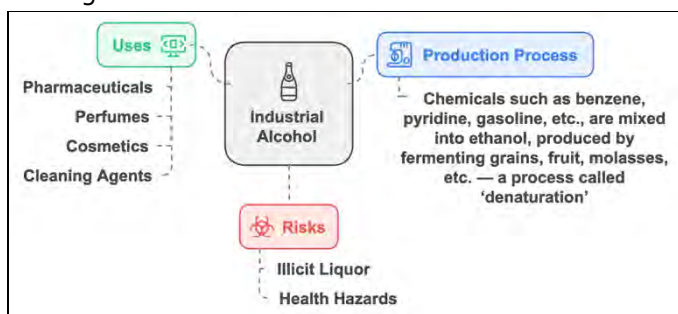 Uses
Pharmaceuticals
Perfumes
Cosmetics
Cleaning Agents
Industrial
Alcohol
Production Process
Chemicals such as benzene,
pyridine, gasoline, etc., are mixed
into ethanol, produced by
fermenting grains, fruit, molasses,
etc. — a process called
‘denaturation’
Risks
Illicit Liquor
Health Hazards